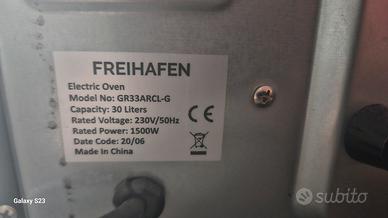 FREIHAFEN
Electric Oven
Model No: GR33ARCL-G
Capacity: 30 Liters
Rated Voltage: 230V/50Hz
Rated Power: 1500W
Date Code: 20/06
Made In China
CE
Galaxy S23
subito